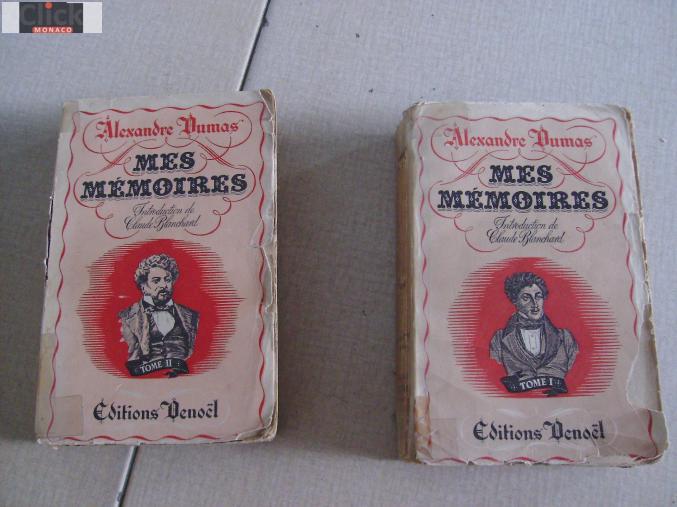 Click
MONACO
Alexandre Dumas
MES
MÉMOIRES
Introduction de
Claude Blanchard
TOME II
Editions Denoël
Alexandre Dumas
MES
MÉMOIRES
Introduction de
Claude Blanchard
TOME I
Editions Denoël